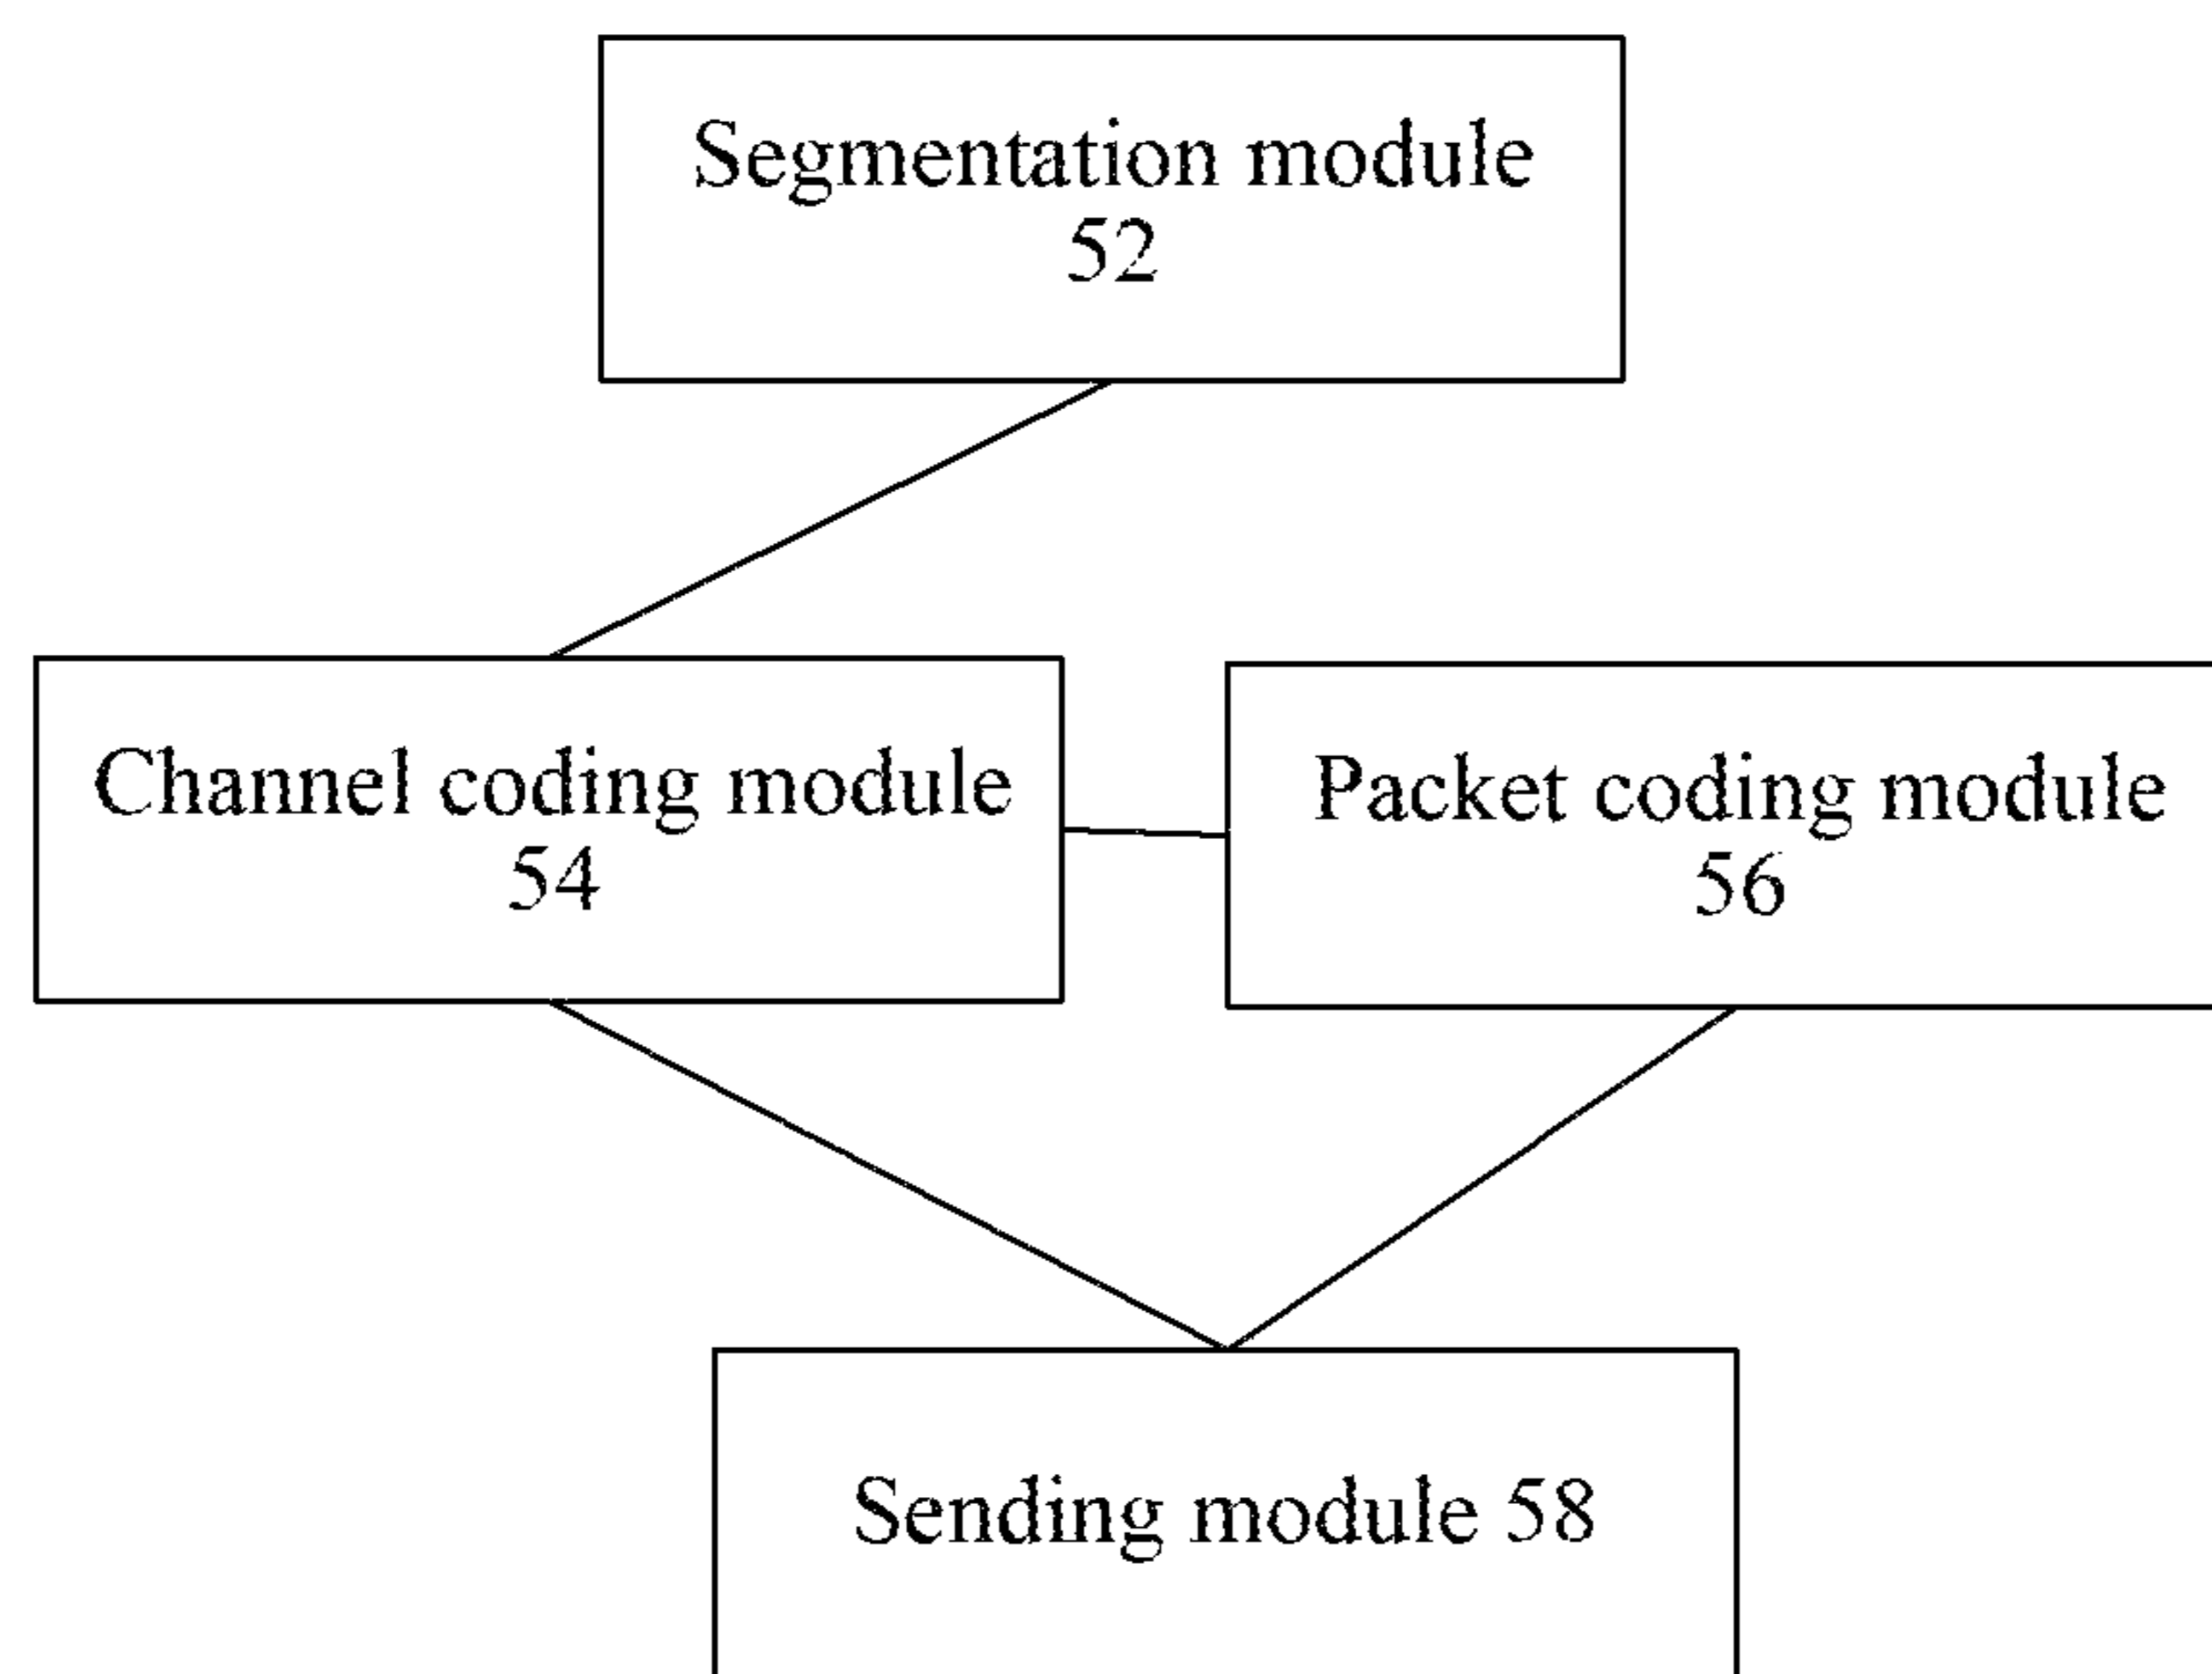 Segmentation module
52
Channel coding module
54
Packet coding module
56
Sending module 58